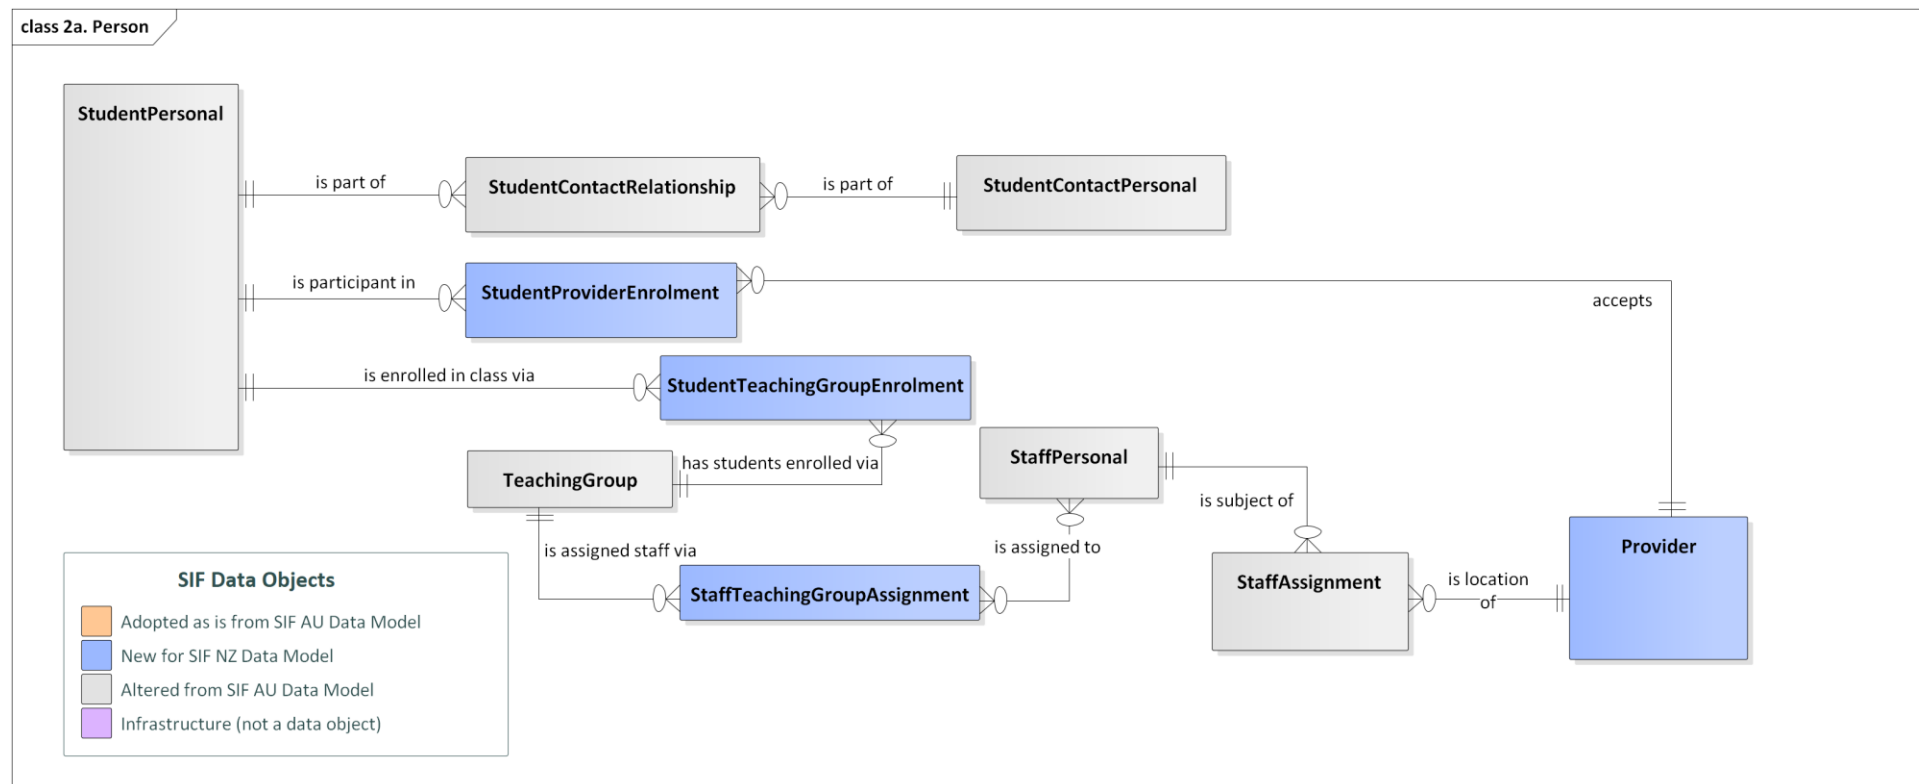 class 2a. Person
StudentPersonal
is part of
StudentContactRelationship
is part of
StudentContactPersonal
is participant in
StudentProviderEnrolment
accepts
is enrolled in class via
StudentTeachingGroupEnrolment
has students enrolled via
TeachingGroup
StaffPersonal
is subject of
is assigned staff via
is assigned to
StaffTeachingGroupAssignment
StaffAssignment
is location
of
Provider
SIF Data Objects
Adopted as is from SIF AU Data Model
New for SIF NZ Data Model
Altered from SIF AU Data Model
Infrastructure (not a data object)